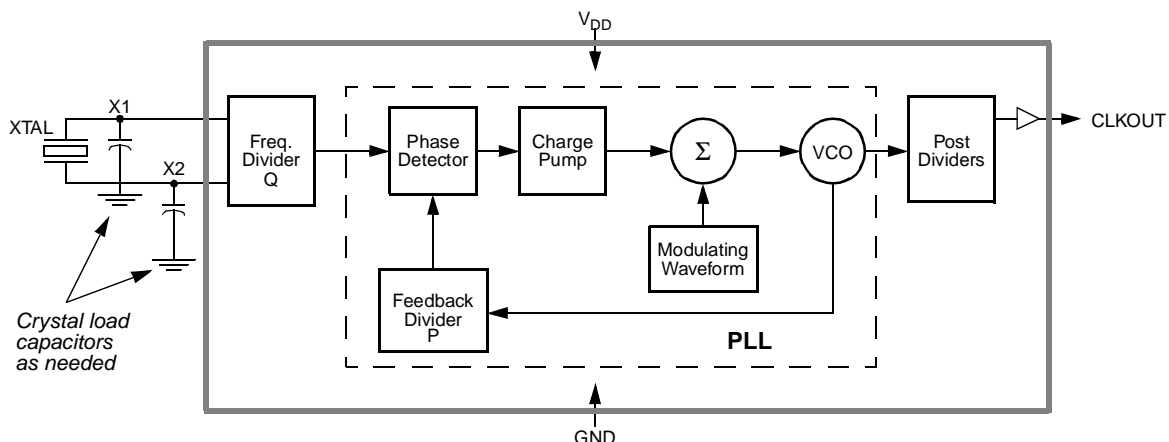 VDD
X1
XTAL
X2
Freq.
Divider
Q
Phase
Detector
Charge
Pump
Σ
VCO
Post
Dividers
CLKOUT
Modulating
Waveform
Feedback
Divider
P
PLL
Crystal load
capacitors
as needed
GND